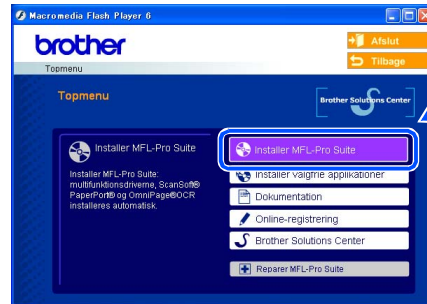 Macromedia Flash Player 6
brother
Afslut
Tilbage
Topmenu
Topmenu
Brother Solutions Center
Installer MFL-Pro Suite
Installer MFL-Pro Suite:
multifunktionsdriverne, ScanSoft®
PaperPort® og OmniPage®OCR
installeres automatisk.
Installer MFL-Pro Suite
Installer valgfrie applikationer
Dokumentation
Online-registrering
Brother Solutions Center
Reparer MFL-Pro Suite